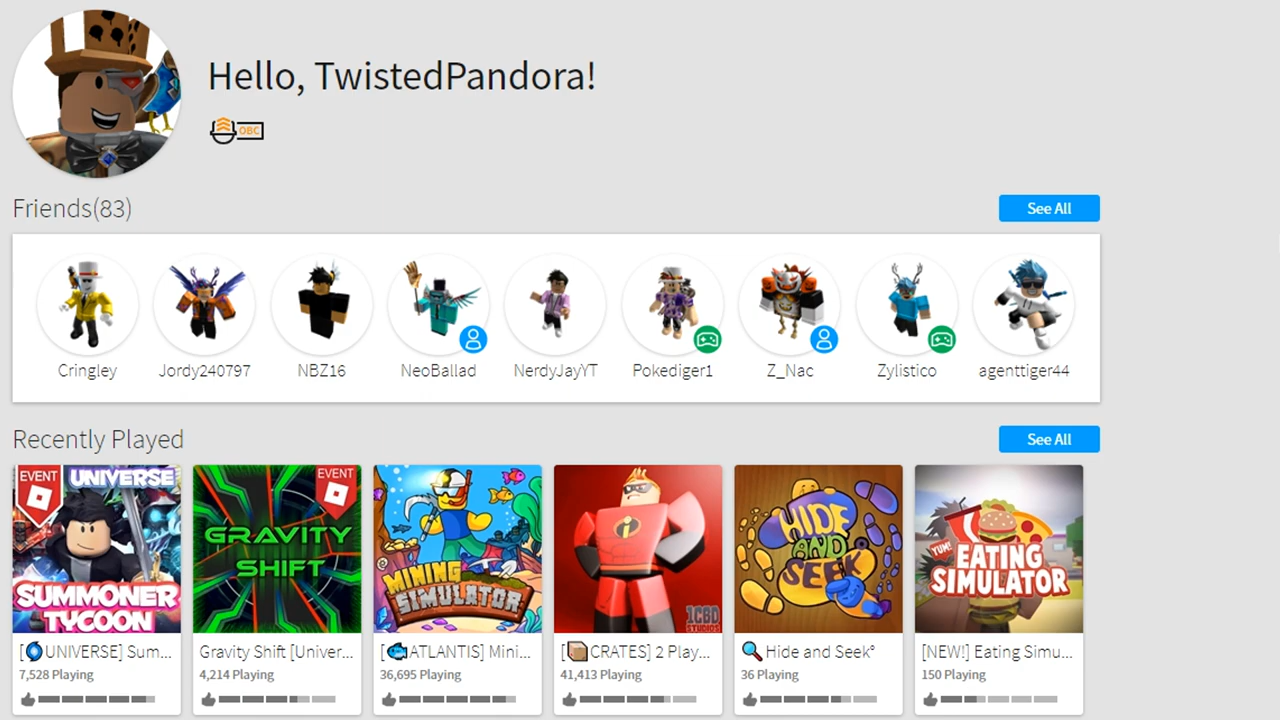 Hello, TwistedPandora!
OBC
Friends(83)
See All
Cringley
Jordy240797
NBZ16
NeoBallad
NerdyJayYT
Pokediger1
Z_Nac
Zylistico
agenttiger44
Recently Played
See All
EVENT
UNIVERSE
SUMMONER
TYCOON
EVENT
GRAVITY
SHIFT
MINING
SIMULATOR
1CBD
STUDIOS
HIDE
AND
SEEK
YUM!
EATING
SIMULATOR
[🌀UNIVERSE] Sum...
7,528 Playing
Gravity Shift [Univer...
4,214 Playing
[🐟ATLANTIS] Mini...
36,695 Playing
[📦CRATES] 2 Play...
41,413 Playing
🔍 Hide and Seek°
36 Playing
[NEW!] Eating Simu...
150 Playing